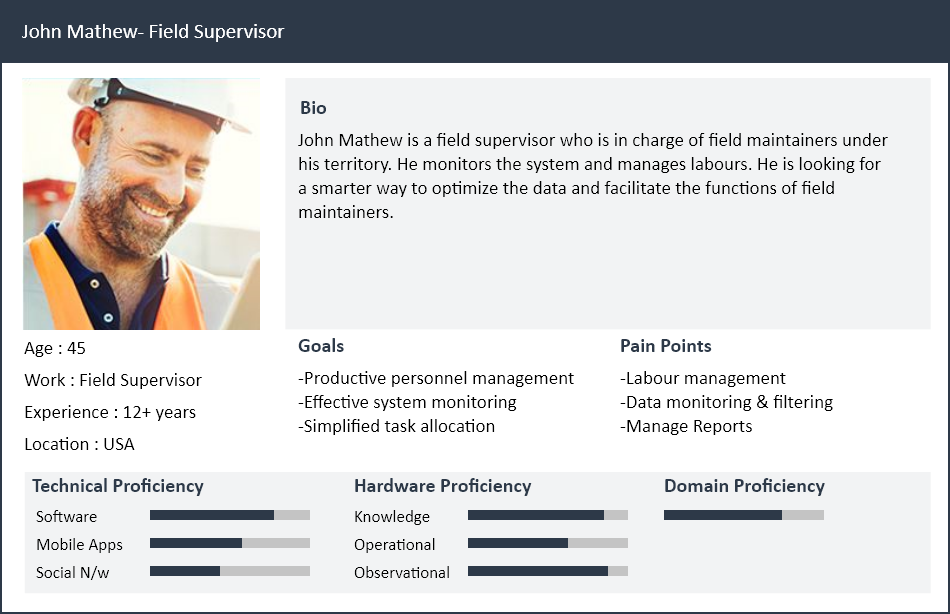 John Mathew- Field Supervisor
Bio
John Mathew is a field supervisor who is in charge of field maintainers under
his territory. He monitors the system and manages labours. He is looking for
a smarter way to optimize the data and facilitate the functions of field
maintainers.
Age : 45
Work : Field Supervisor
Experience : 12+ years
Location : USA
Goals
-Productive personnel management
-Effective system monitoring
-Simplified task allocation
Pain Points
-Labour management
-Data monitoring & filtering
-Manage Reports
Technical Proficiency
Software
Mobile Apps
Social N/w
Hardware Proficiency
Knowledge
Operational
Observational
Domain Proficiency